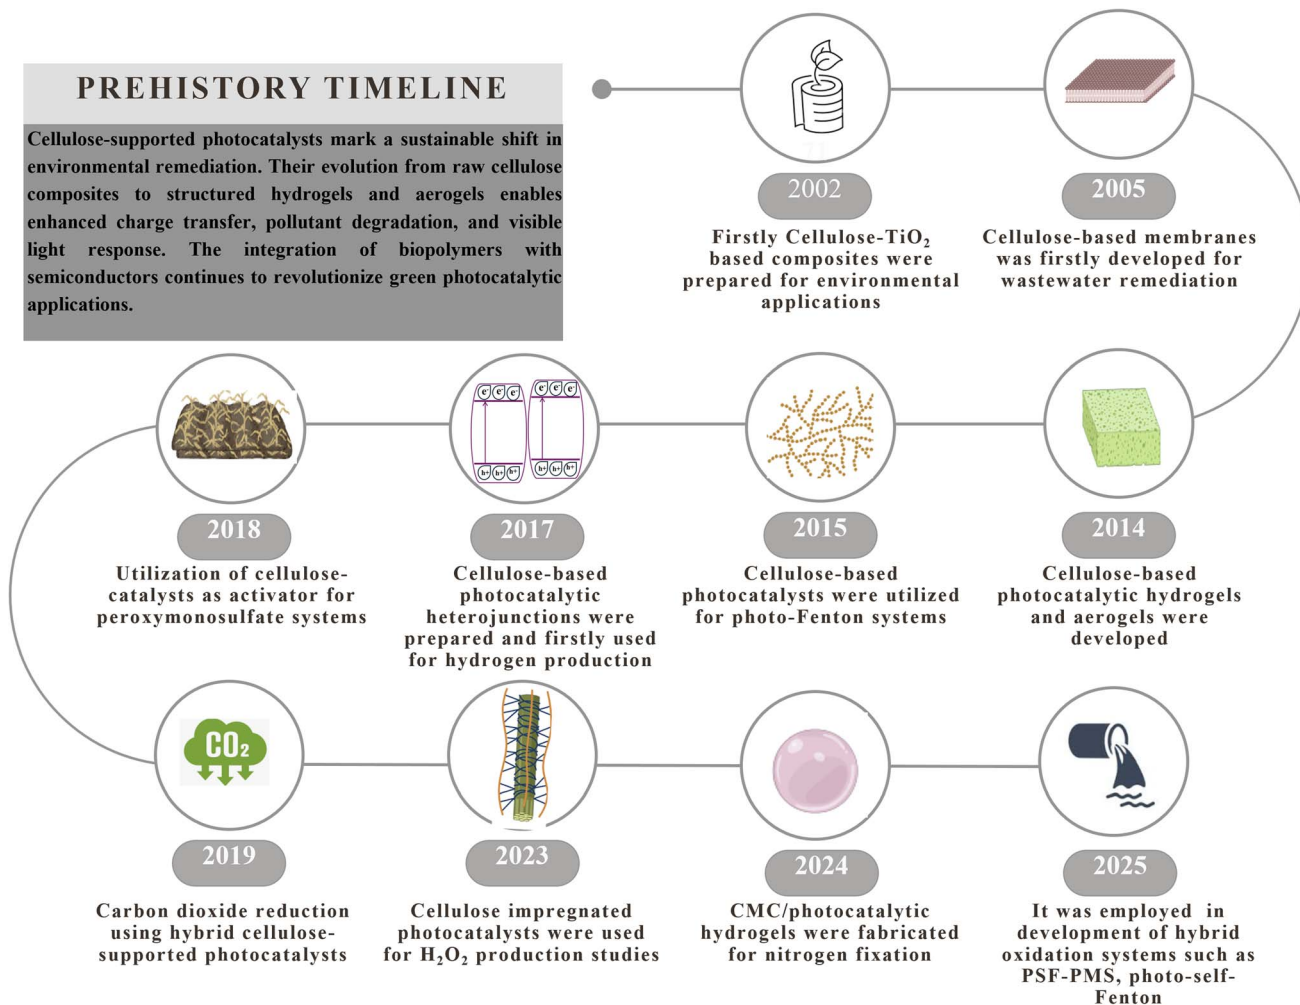 PREHISTORY TIMELINE
Cellulose-supported photocatalysts mark a sustainable shift in
environmental remediation. Their evolution from raw cellulose
composites to structured hydrogels and aerogels enables
enhanced charge transfer, pollutant degradation, and visible
light response. The integration of biopolymers with
semiconductors continues to revolutionize green photocatalytic
applications.
2002
Firstly Cellulose-TiO₂
based composites were
prepared for environmental
applications
2005
Cellulose-based membranes
was firstly developed for
wastewater remediation
2014
Cellulose-based
photocatalytic hydrogels
and aerogels were
developed
2015
Cellulose-based
photocatalysts were utilized
for photo-Fenton systems
e⁻ e⁻ e⁻ e⁻ e⁻ e⁻
h+ h+ h+ h+ h+ h+
2017
Cellulose-based
photocatalytic
heterojunctions were
prepared and firstly used
for hydrogen production
2018
Utilization of cellulose-
catalysts as activator for
peroxymonosulfate systems
CO₂
2019
Carbon dioxide reduction
using hybrid cellulose-
supported photocatalysts
2023
Cellulose impregnated
photocatalysts were used
for H₂O₂ production studies
2024
CMC/photocatalytic
hydrogels were fabricated
for nitrogen fixation
2025
It was employed in
development of hybrid
oxidation systems such as
PSF-PMS, photo-self-
Fenton